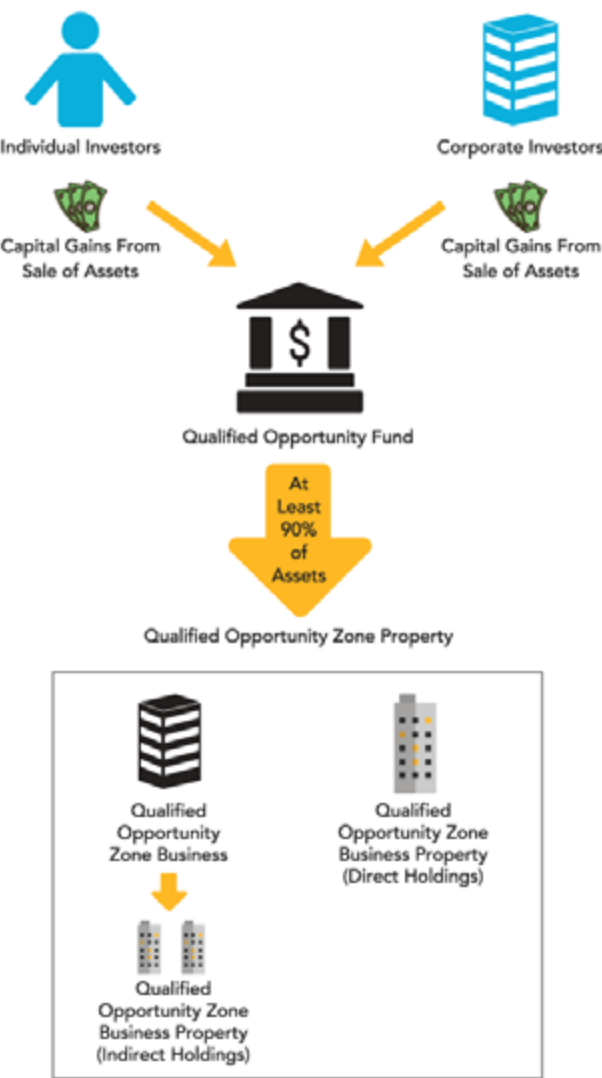 Individual Investors
Corporate Investors
Capital Gains From
Sale of Assets
Capital Gains From
Sale of Assets
$
Qualified Opportunity Fund
At
Least
90%
of
Assets
Qualified Opportunity Zone Property
Qualified
Opportunity
Zone Business
Qualified
Opportunity Zone
Business Property
(Direct Holdings)
Qualified
Opportunity Zone
Business Property
(Indirect Holdings)